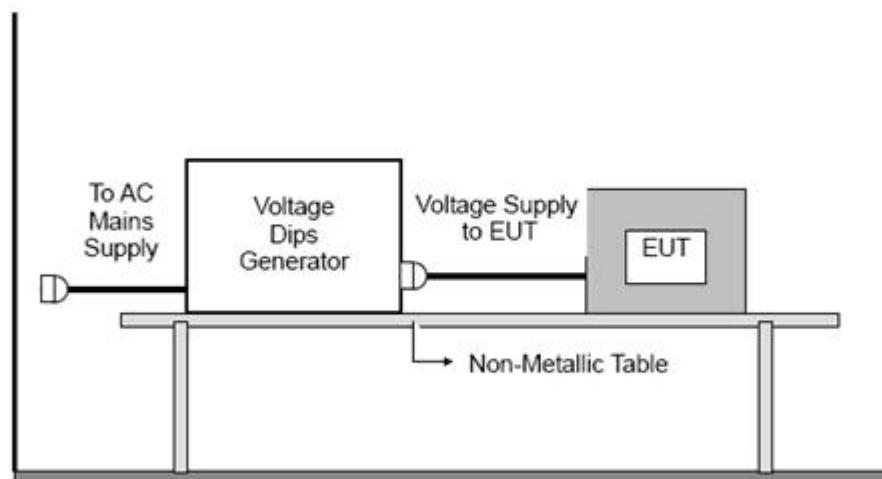 To AC
Mains
Supply
Voltage
Dips
Generator
Voltage Supply
to EUT
EUT
Non-Metallic Table